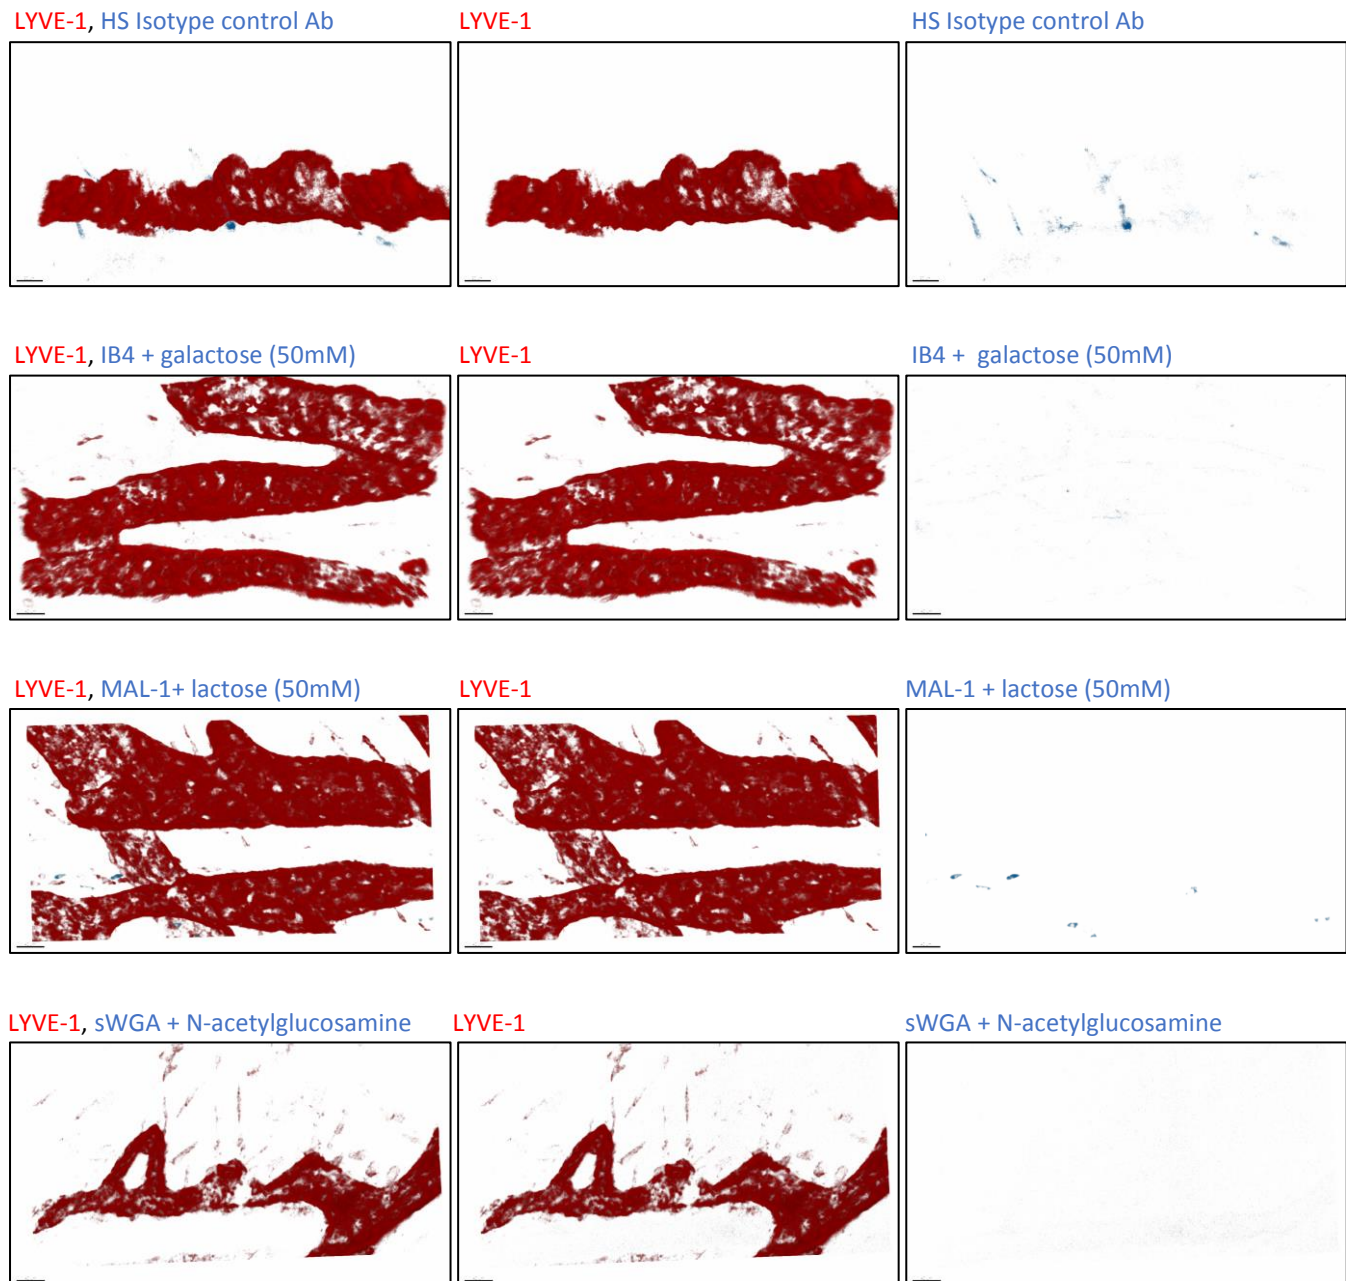 LYVE-1, HS Isotype control Ab
LYVE-1
HS Isotype control Ab
LYVE-1, IB4 + galactose (50mM)
LYVE-1
IB4 + galactose (50mM)
LYVE-1, MAL-1+ lactose (50mM)
LYVE-1
MAL-1 + lactose (50mM)
LYVE-1, sWGA + N-acetylglucosamine
LYVE-1
sWGA + N-acetylglucosamine